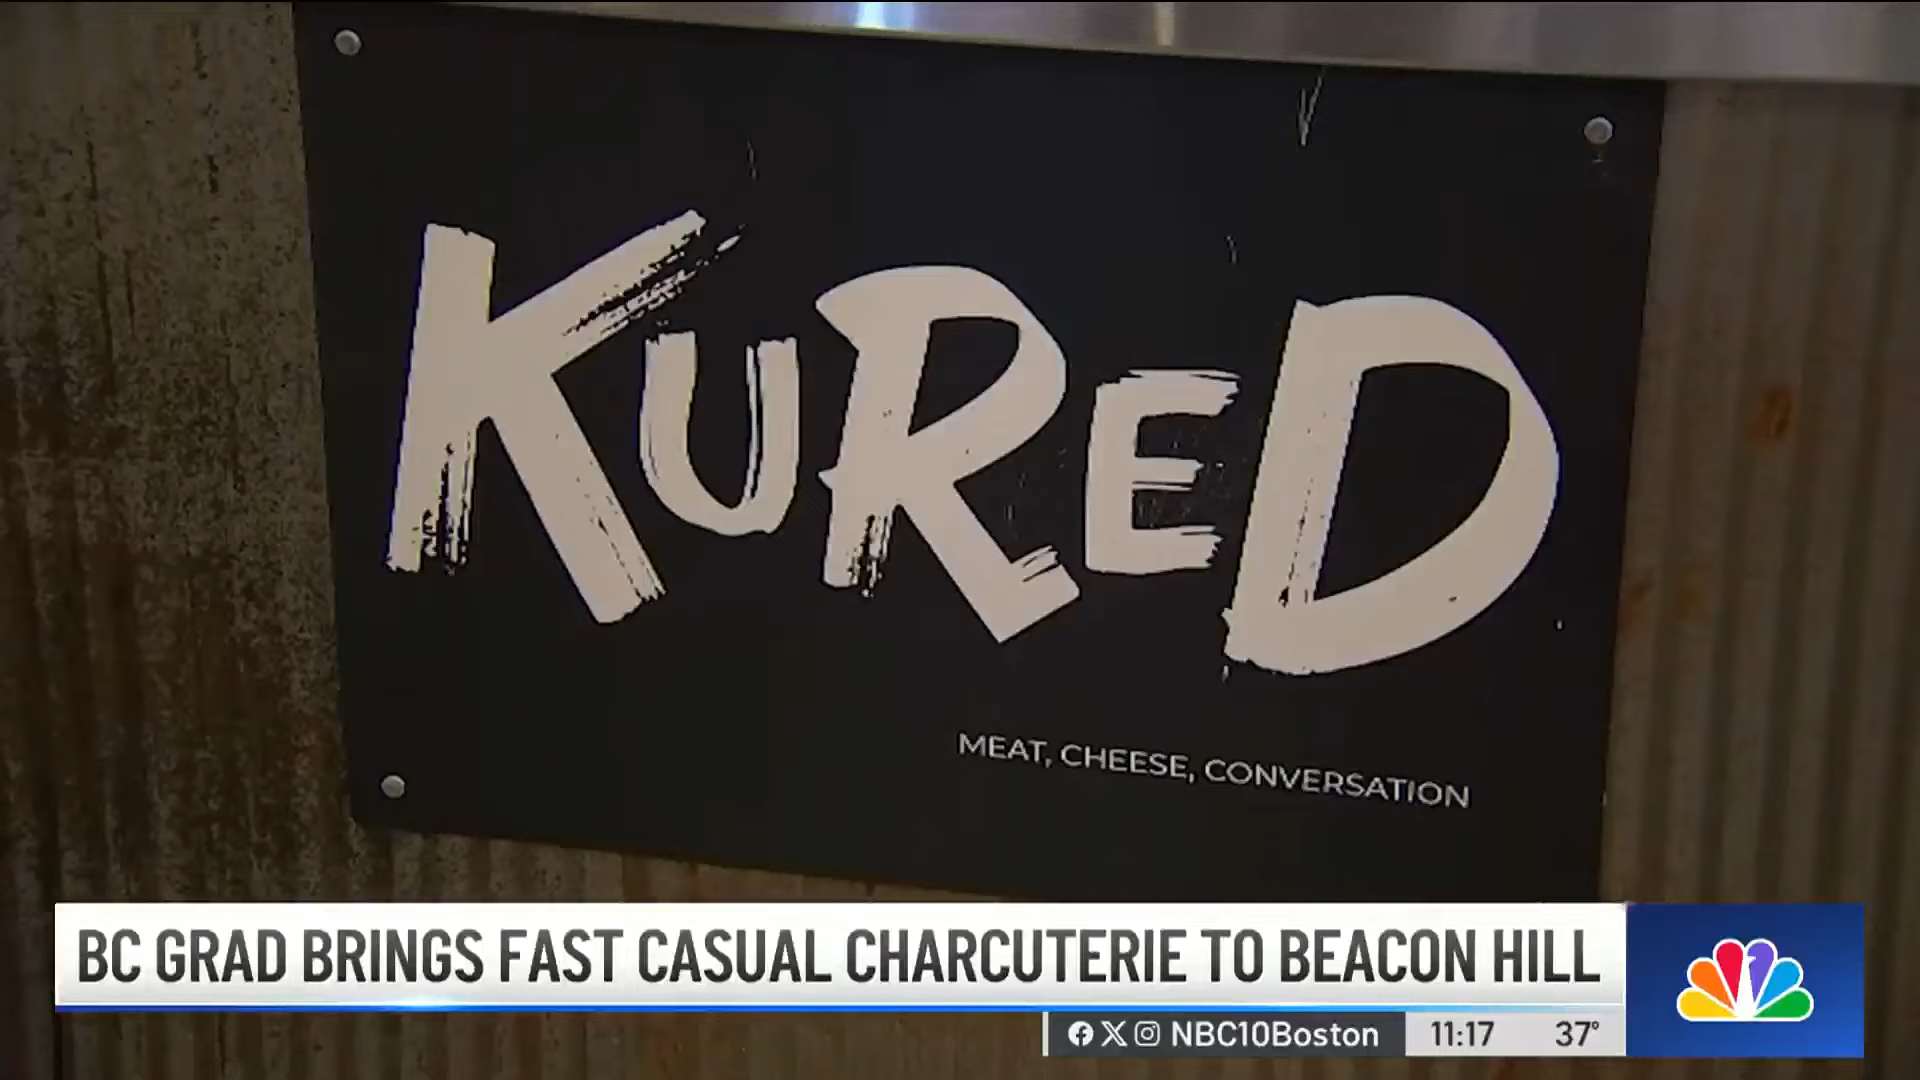 KURED
MEAT, CHEESE, CONVERSATION
BC GRAD BRINGS FAST CASUAL CHARCUTERIE TO BEACON HILL
NBC10Boston 11:17 37°